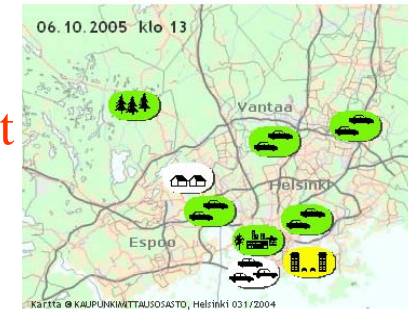 06.10.2005 klo 13
t
Vantaa
Helsinki
Espoo
Kartta @ KAUPUNKIMITTAUSOSASTO, Helsinki 031/2004